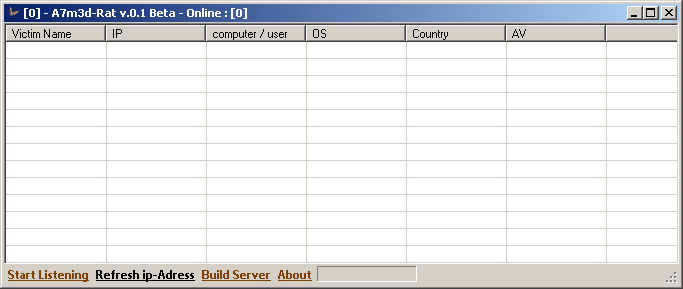 [0] - A7m3d-Rat v.0.1 Beta - Online : [0]
Victim Name IP computer / user OS Country AV
Start Listening Refresh ip-Adress Build Server About